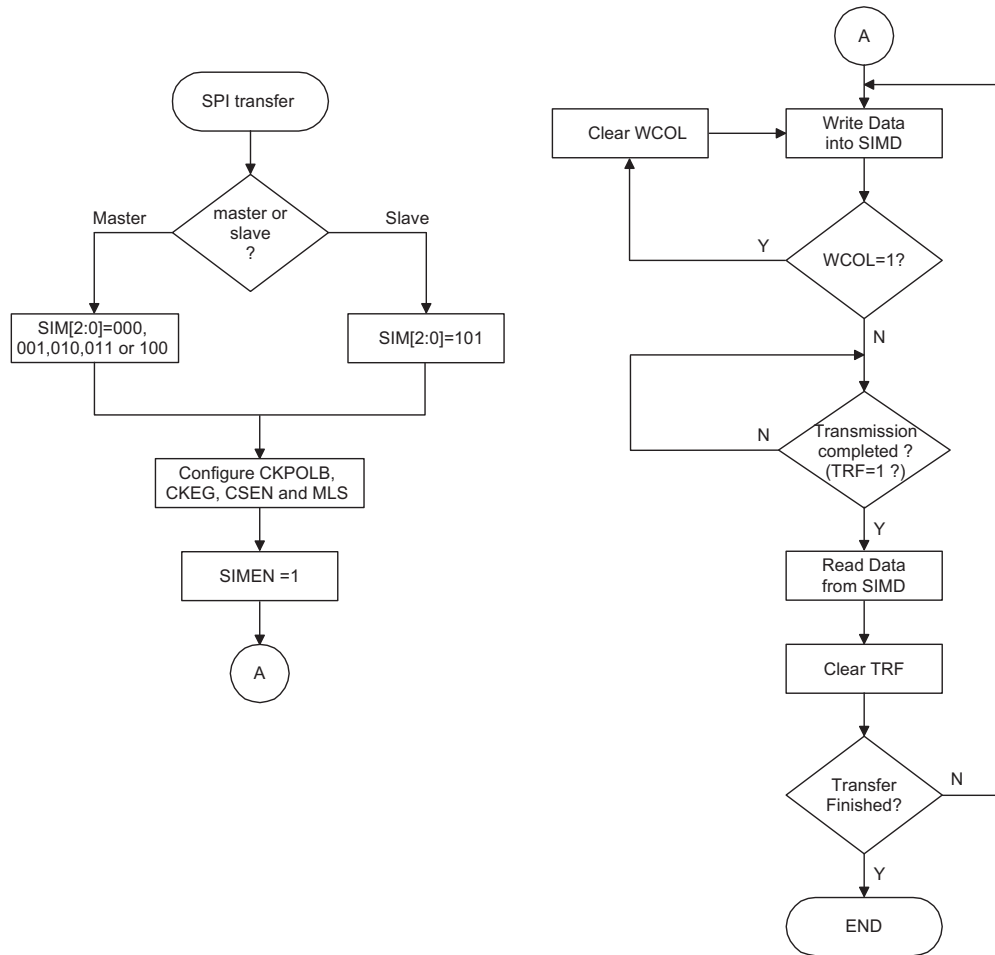 SPI transfer
master or
slave
?
Master
Slave
SIM[2:0]=000,
001,010,011 or 100
SIM[2:0]=101
Configure CKPOLB,
CKEG, CSEN and MLS
SIMEN =1
A
A
Write Data
into SIMD
Clear WCOL
WCOL=1?
Y
N
Transmission
completed ?
(TRF=1 ?)
N
Y
Read Data
from SIMD
Clear TRF
Transfer
Finished?
N
Y
END